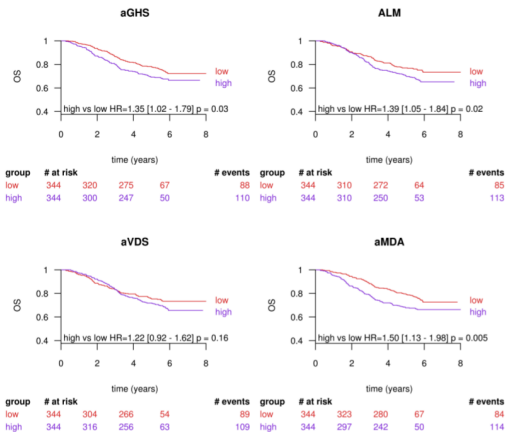 aGHS
OS
1
0.8
0.6
0.4
low
high
high vs low HR=1.35 [1.02 - 1.79] p = 0.03
0 2 4 6 8
time (years)
group # at risk # events
low 344 320 275 67 88
high 344 300 247 50 110
ALM
OS
1
0.8
0.6
0.4
low
high
high vs low HR=1.39 [1.05 - 1.84] p = 0.02
0 2 4 6 8
time (years)
group # at risk # events
low 344 310 272 64 85
high 344 310 250 53 113
aVDS
OS
1
0.8
0.6
0.4
low
high
high vs low HR=1.22 [0.92 - 1.62] p = 0.16
0 2 4 6 8
time (years)
group # at risk # events
low 344 304 266 54 89
high 344 316 256 63 109
aMDA
OS
1
0.8
0.6
0.4
low
high
high vs low HR=1.50 [1.13 - 1.98] p = 0.005
0 2 4 6 8
time (years)
group # at risk # events
low 344 323 280 67 84
high 344 297 242 50 114